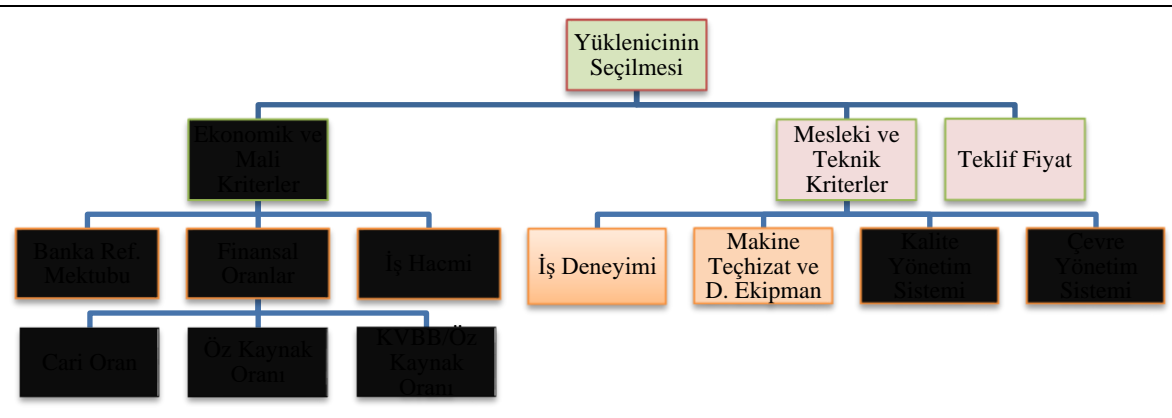 Yüklenicinin
Seçilmesi
Ekonomik ve
Mali
Kriterler
Mesleki ve
Teknik
Kriterler
Teklif Fiyat
Banka Ref.
Mektubu
Finansal
Oranlar
İş Hacmi
İş Deneyimi
Makine
Teçhizat ve
D. Ekipman
Kalite
Yönetim
Sistemi
Çevre
Yönetim
Sistemi
Cari Oran
Öz Kaynak
Oranı
KVBB/Öz
Kaynak
Oranı